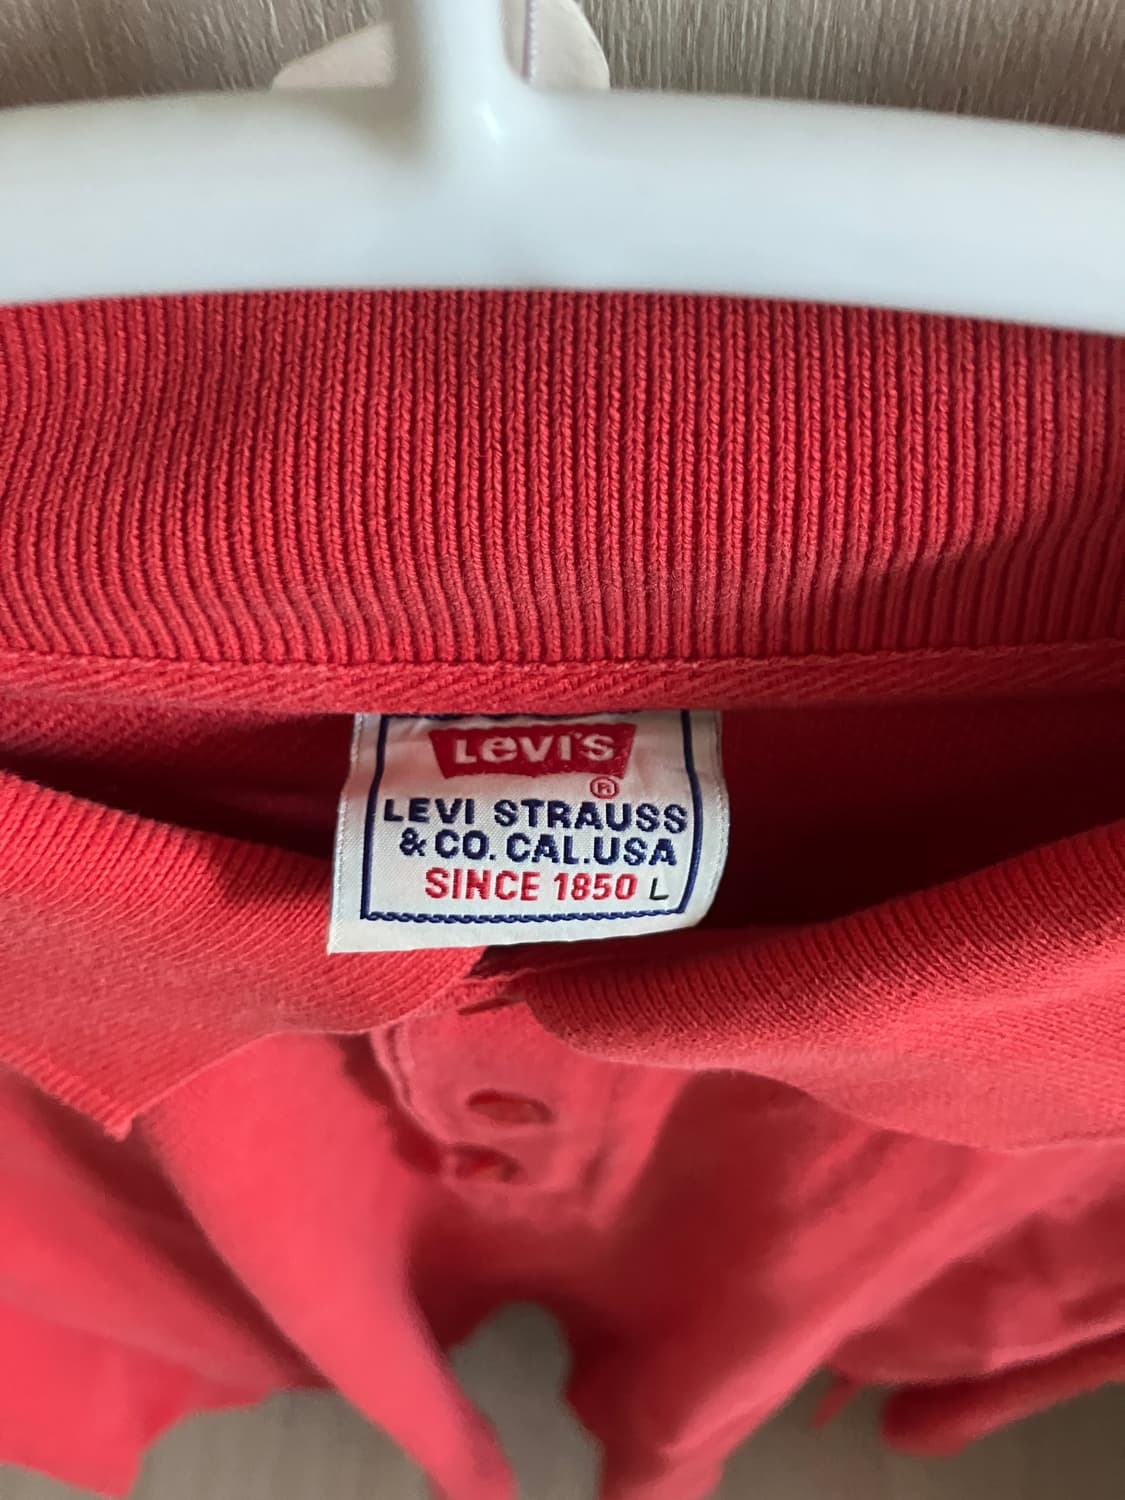 LEVI'S
®
LEVI STRAUSS
& CO. CAL.USA
SINCE 1850 L